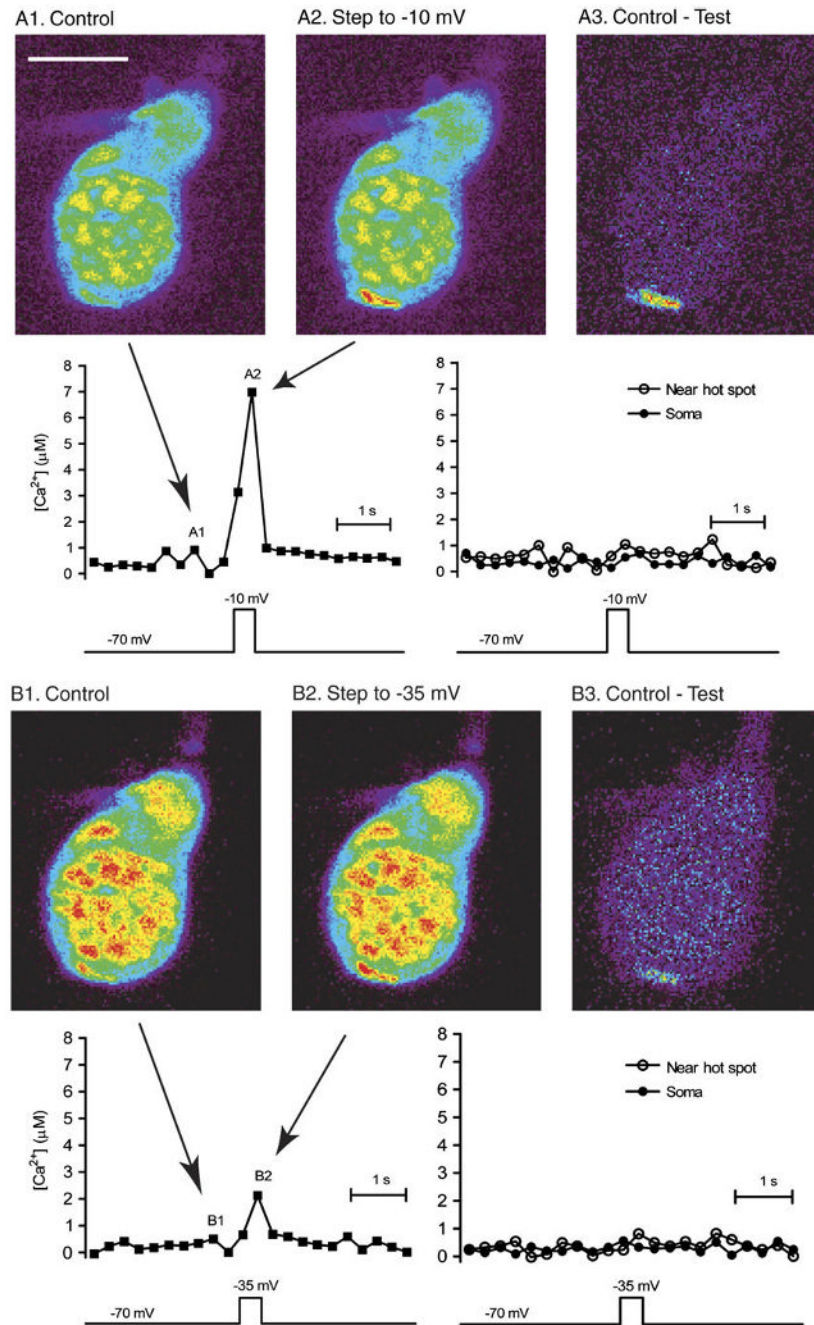 A1. Control
A2. Step to -10 mV
A3. Control - Test
8
7
6
5
4
3
2
1
0
[Ca²⁺] (μM)
A1
A2
1 s
-10 mV
-70 mV
8
7
6
5
4
3
2
1
0
Near hot spot
Soma
1 s
-10 mV
-70 mV
B1. Control
B2. Step to -35 mV
B3. Control - Test
8
7
6
5
4
3
2
1
0
[Ca²⁺] (μM)
B1
B2
1 s
-35 mV
-70 mV
8
7
6
5
4
3
2
1
0
Near hot spot
Soma
1 s
-35 mV
-70 mV